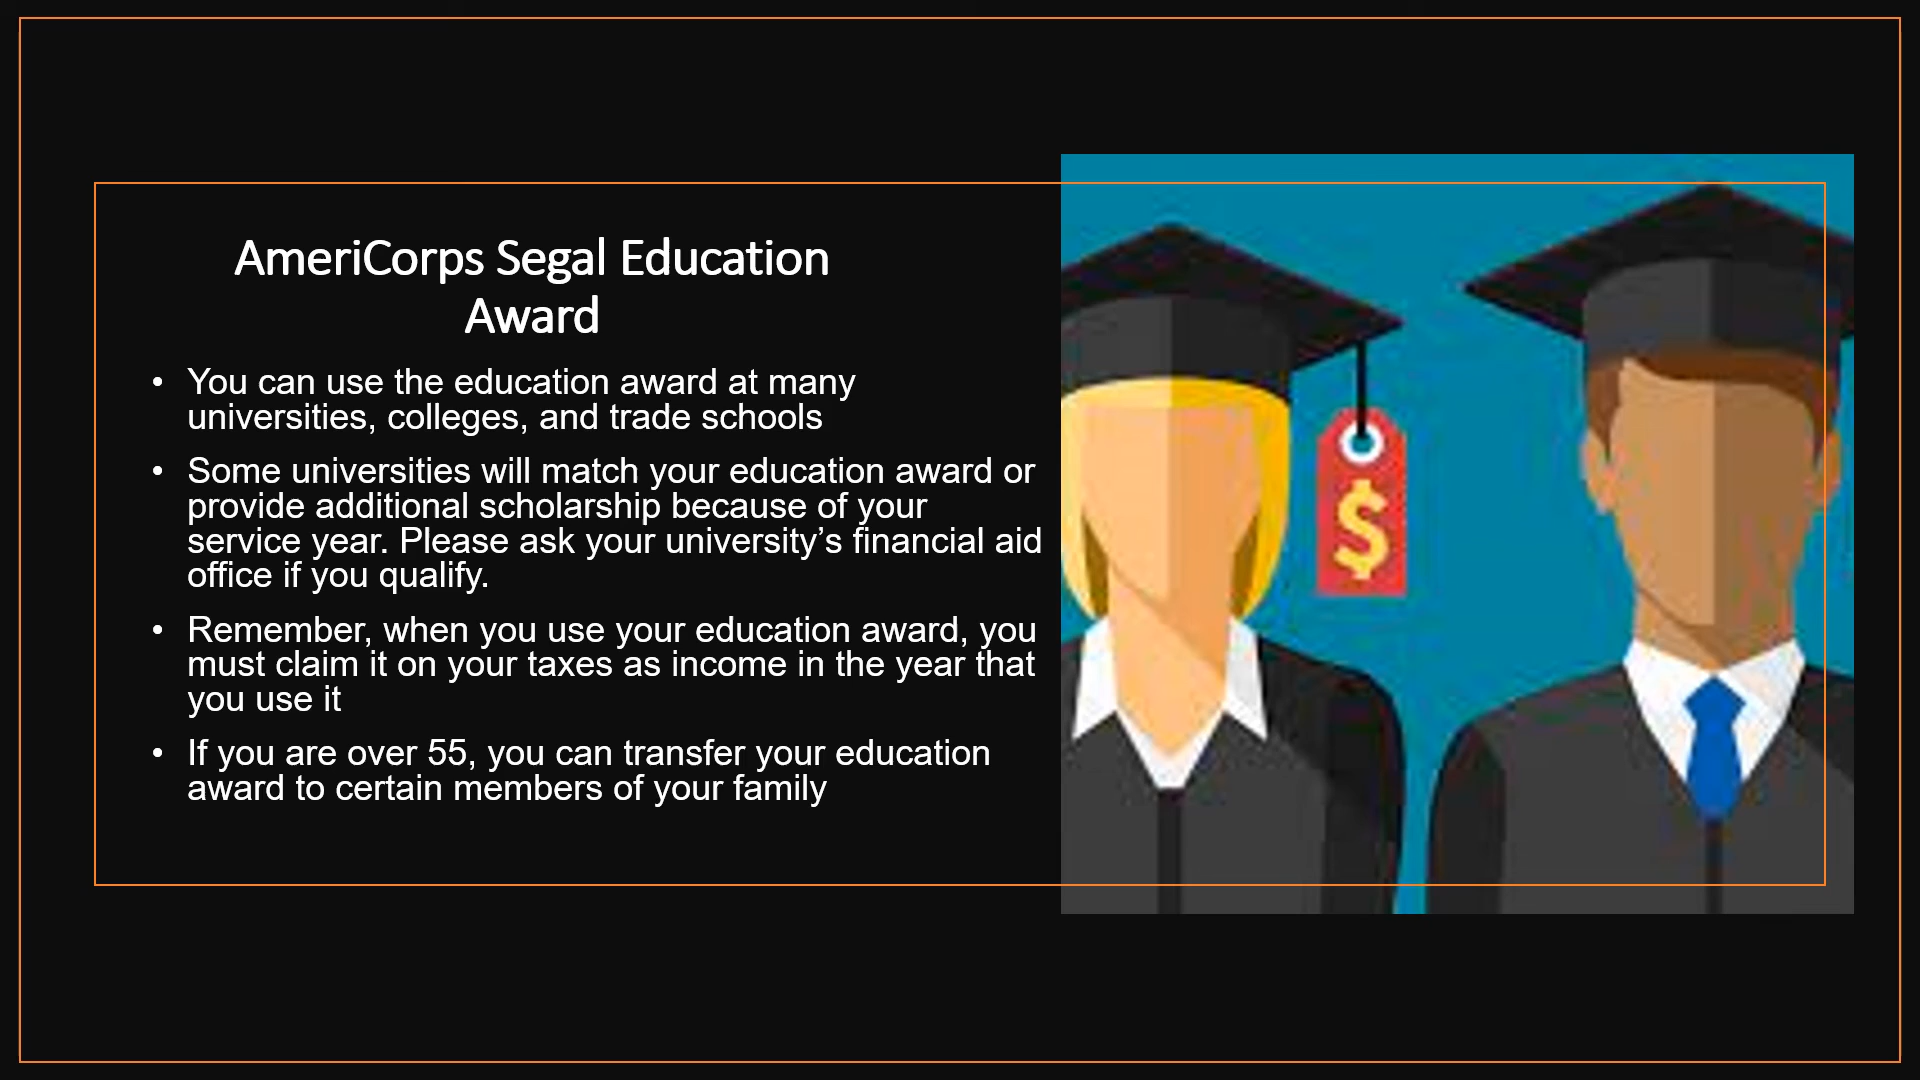 AmeriCorps Segal Education
Award
• You can use the education award at many
universities, colleges, and trade schools
• Some universities will match your education award or
provide additional scholarship because of your
service year. Please ask your university’s financial aid
office if you qualify.
• Remember, when you use your education award, you
must claim it on your taxes as income in the year that
you use it
• If you are over 55, you can transfer your education
award to certain members of your family
$